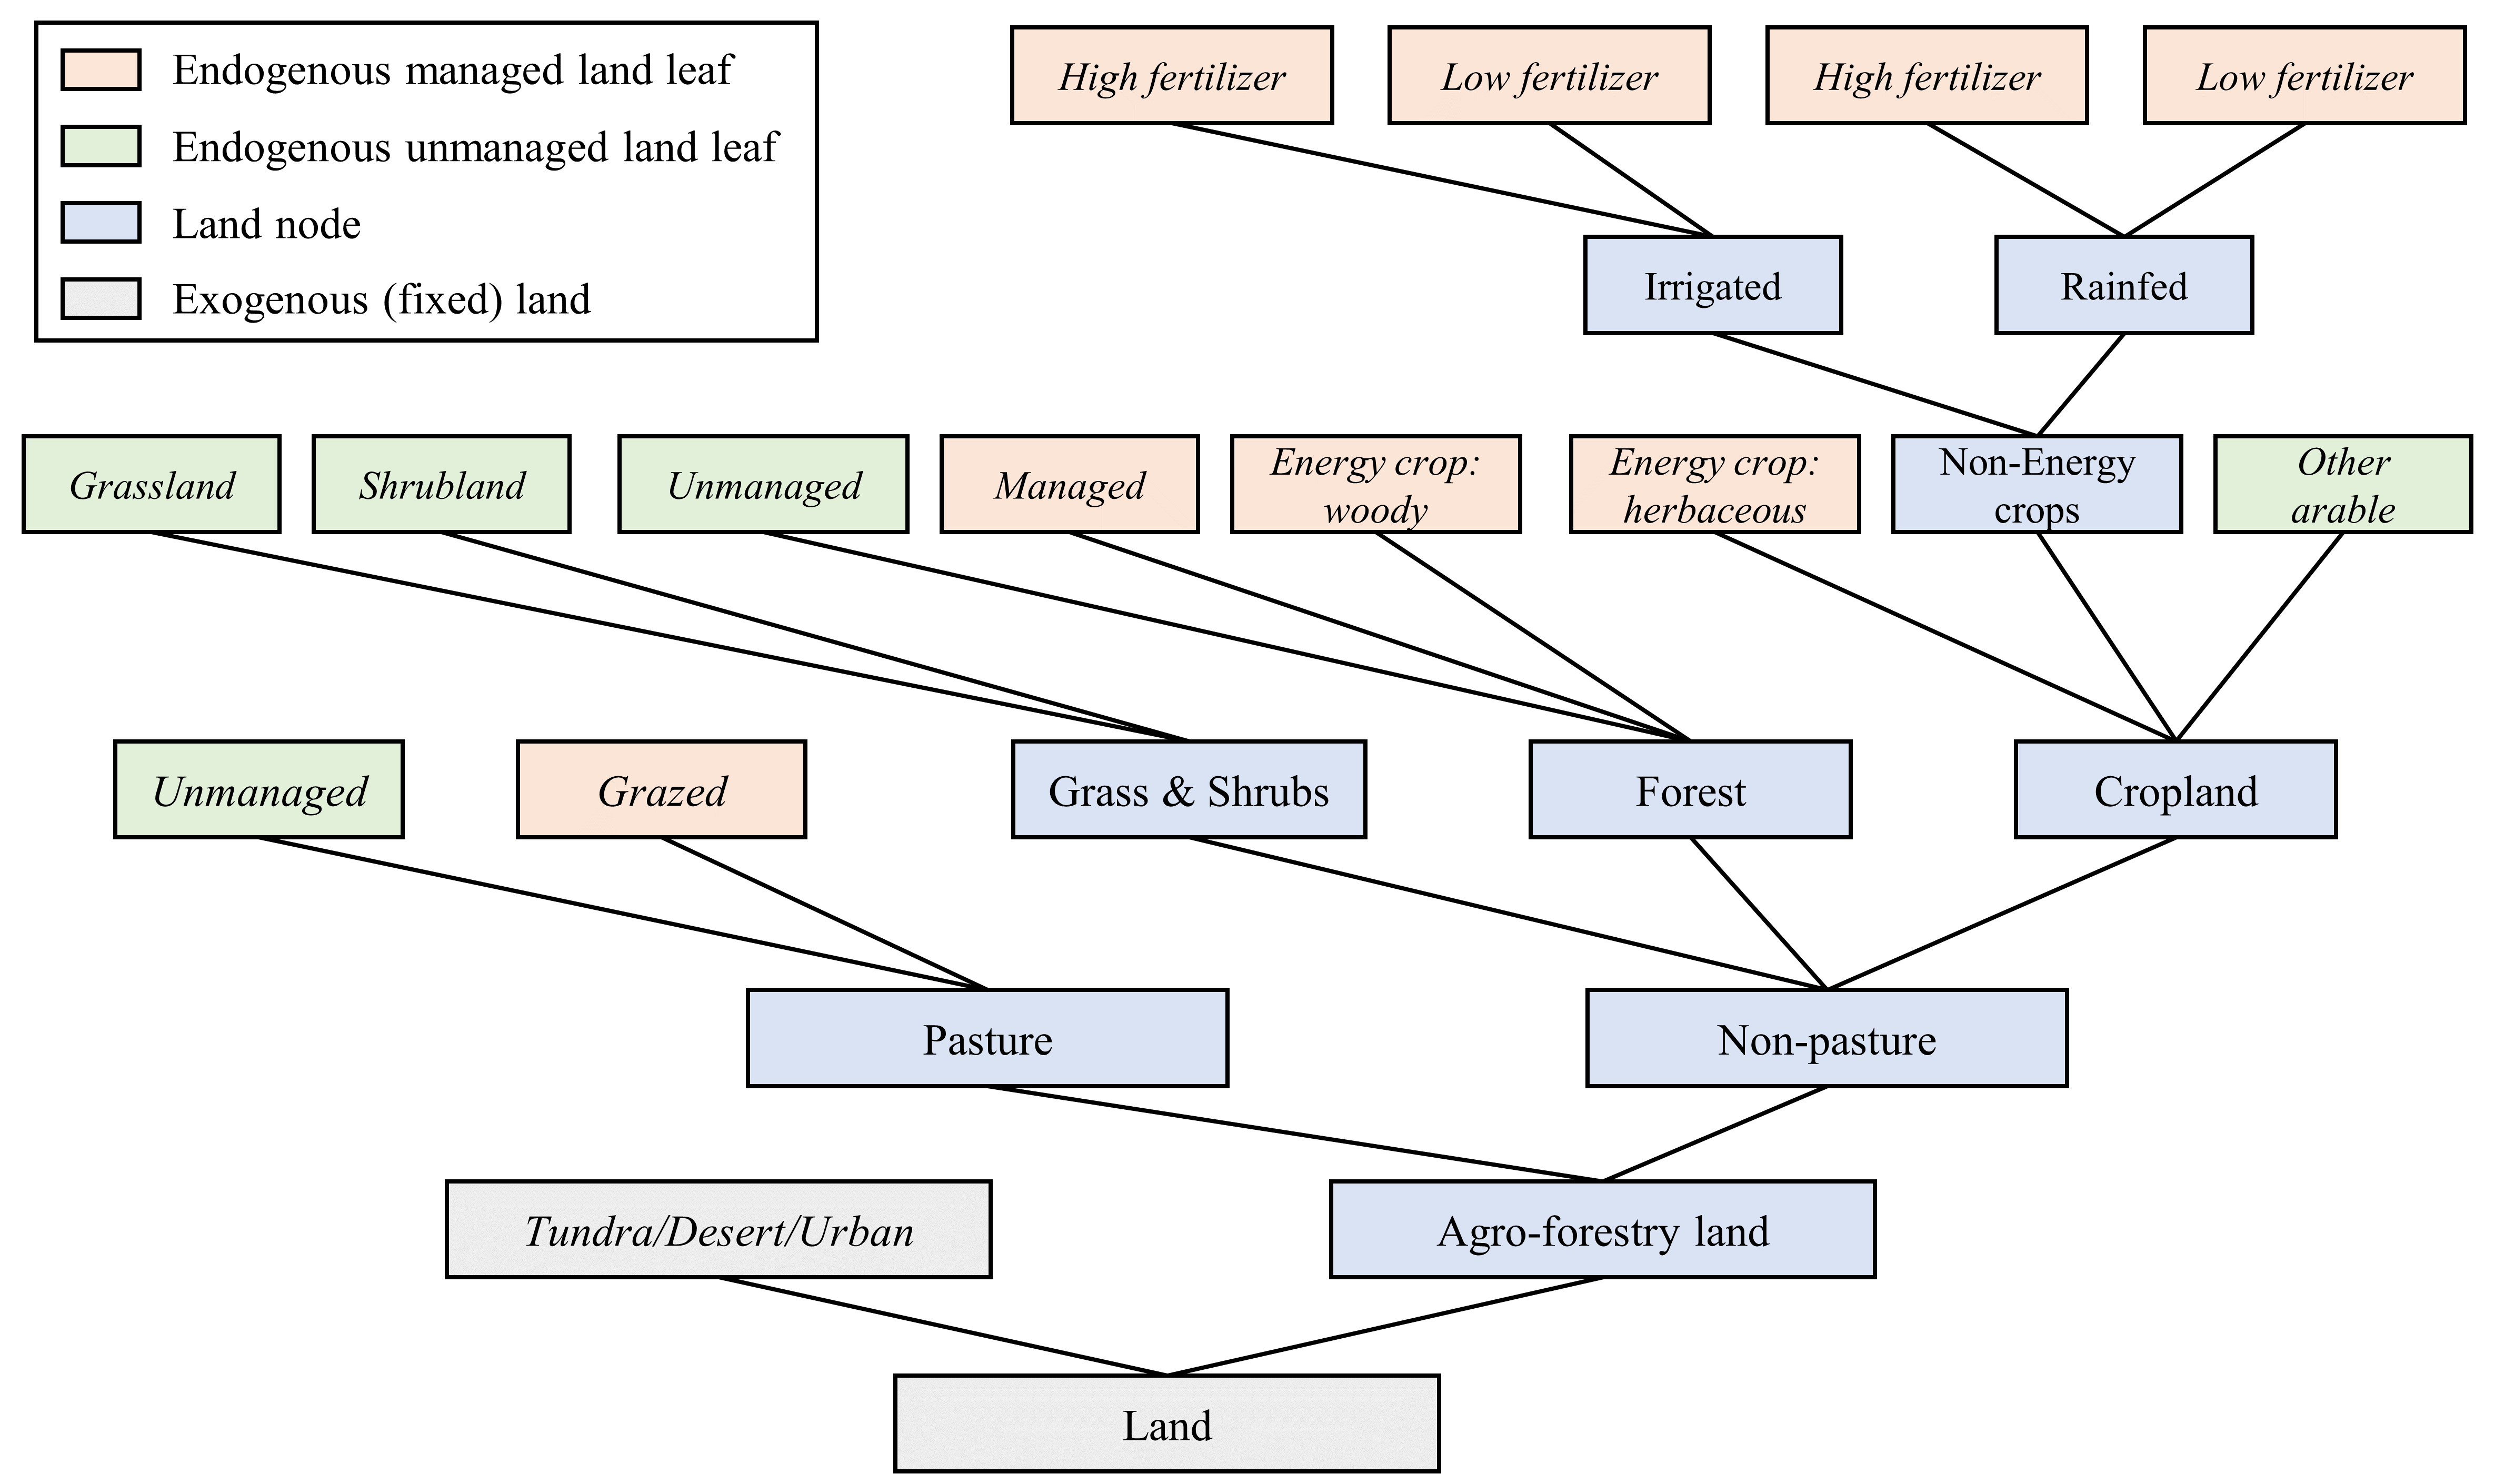 Endogenous managed land leaf
Endogenous unmanaged land leaf
Land node
Exogenous (fixed) land
High fertilizer
Low fertilizer
High fertilizer
Low fertilizer
Irrigated
Rainfed
Grassland
Shrubland
Unmanaged
Managed
Energy crop:
woody
Energy crop:
herbaceous
Non-Energy
crops
Other
arable
Unmanaged
Grazed
Grass & Shrubs
Forest
Cropland
Pasture
Non-pasture
Tundra/Desert/Urban
Agro-forestry land
Land